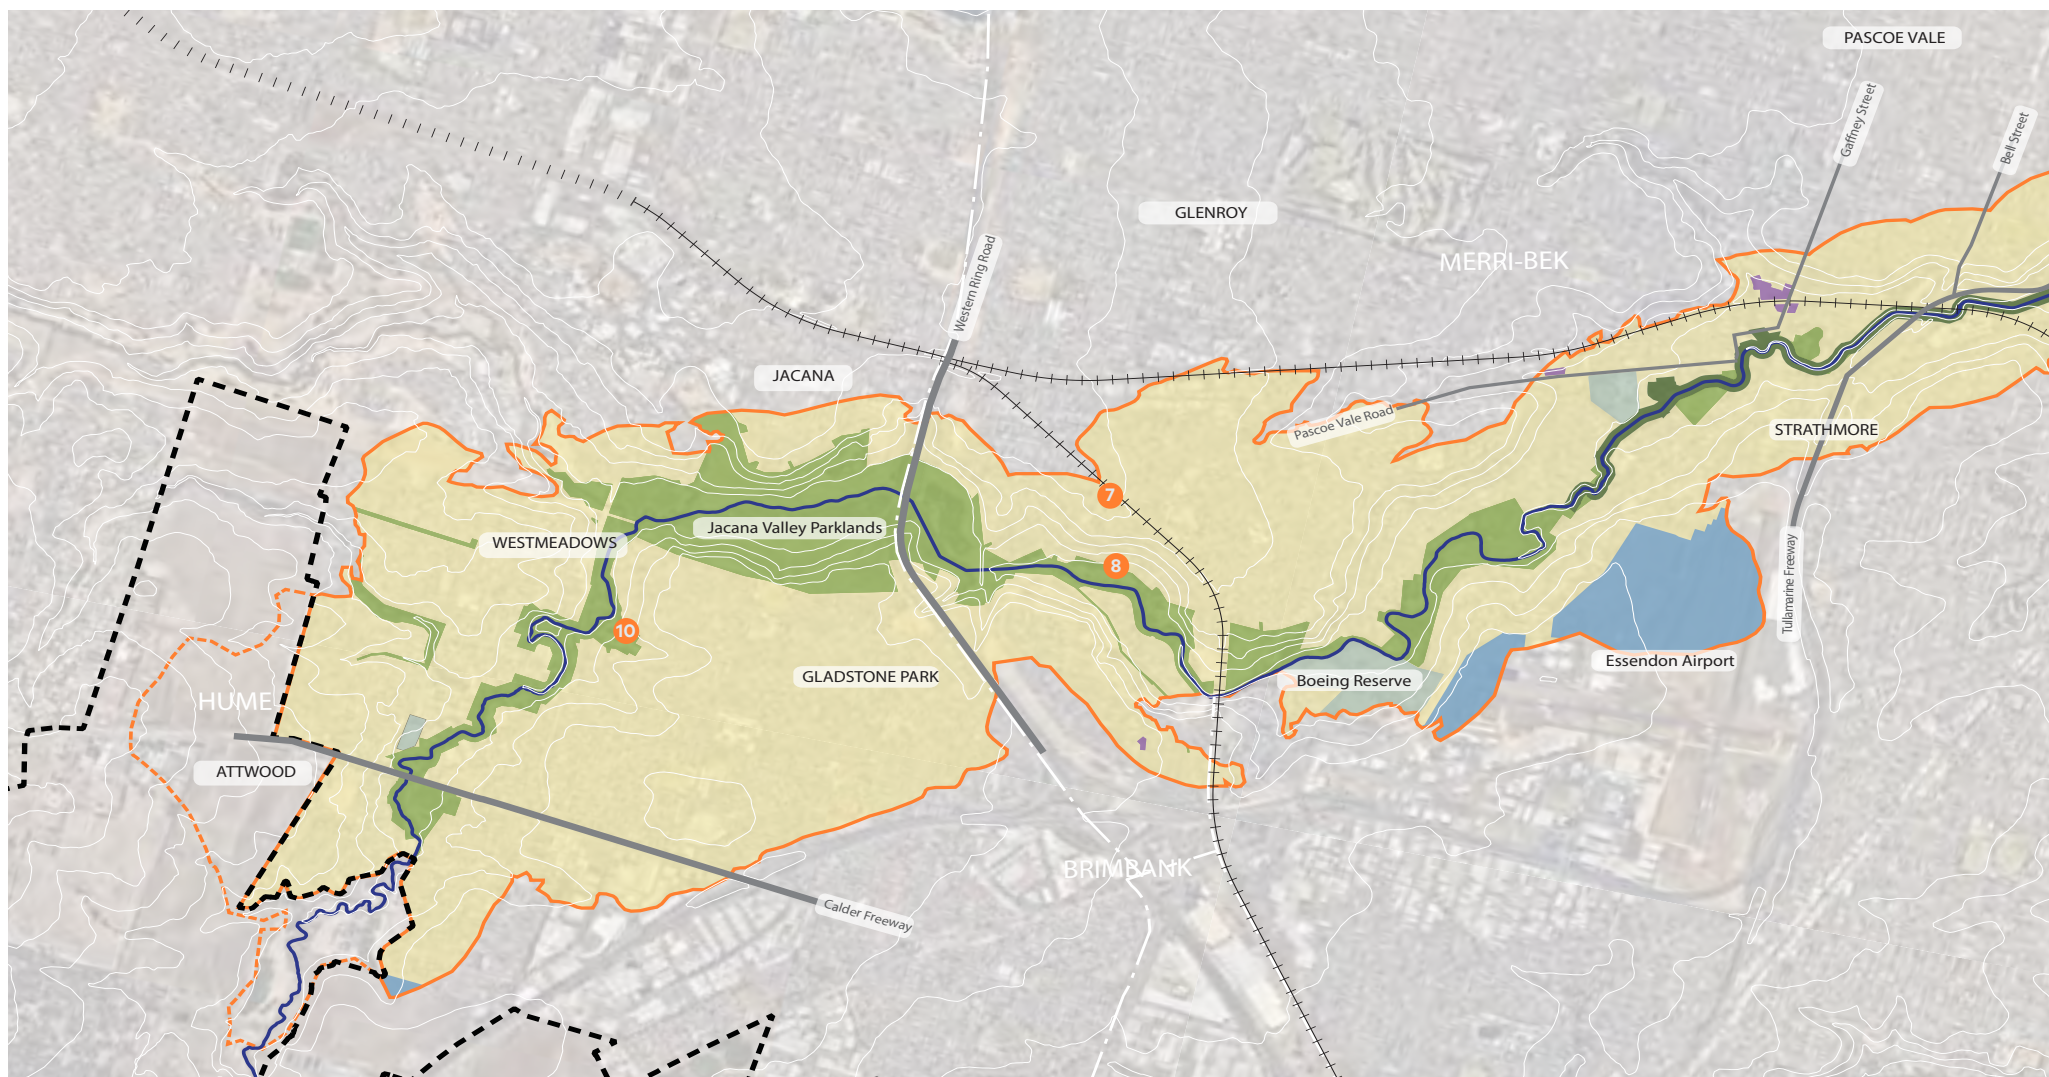 PASCOE VALE
Gaffney Street
Bell Street
GLENROY
MERRI-BEK
Western Ring Road
JACANA
Pascoe Vale Road
STRATHMORE
7
Jacana Valley Parklands
WESTMEADOWS
8
Tullamarine Freeway
10
Essendon Airport
GLADSTONE PARK
Boeing Reserve
HUME
ATTWOOD
BRIMBANK
Calder Freeway